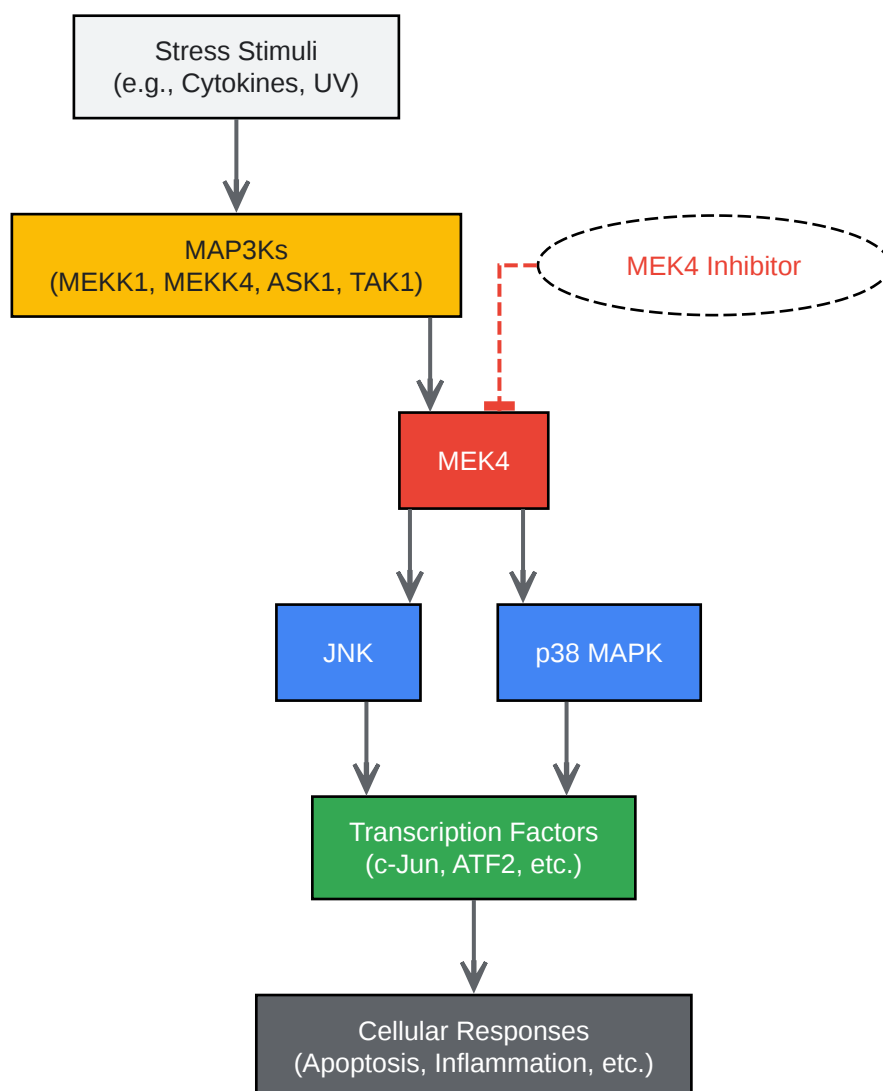 Stress Stimuli
(e.g., Cytokines, UV)
MAP3Ks
(MEKK1, MEKK4, ASK1, TAK1)
MEK4 Inhibitor
MEK4
JNK
p38 MAPK
Transcription Factors
(c-Jun, ATF2, etc.)
Cellular Responses
(Apoptosis, Inflammation, etc.)